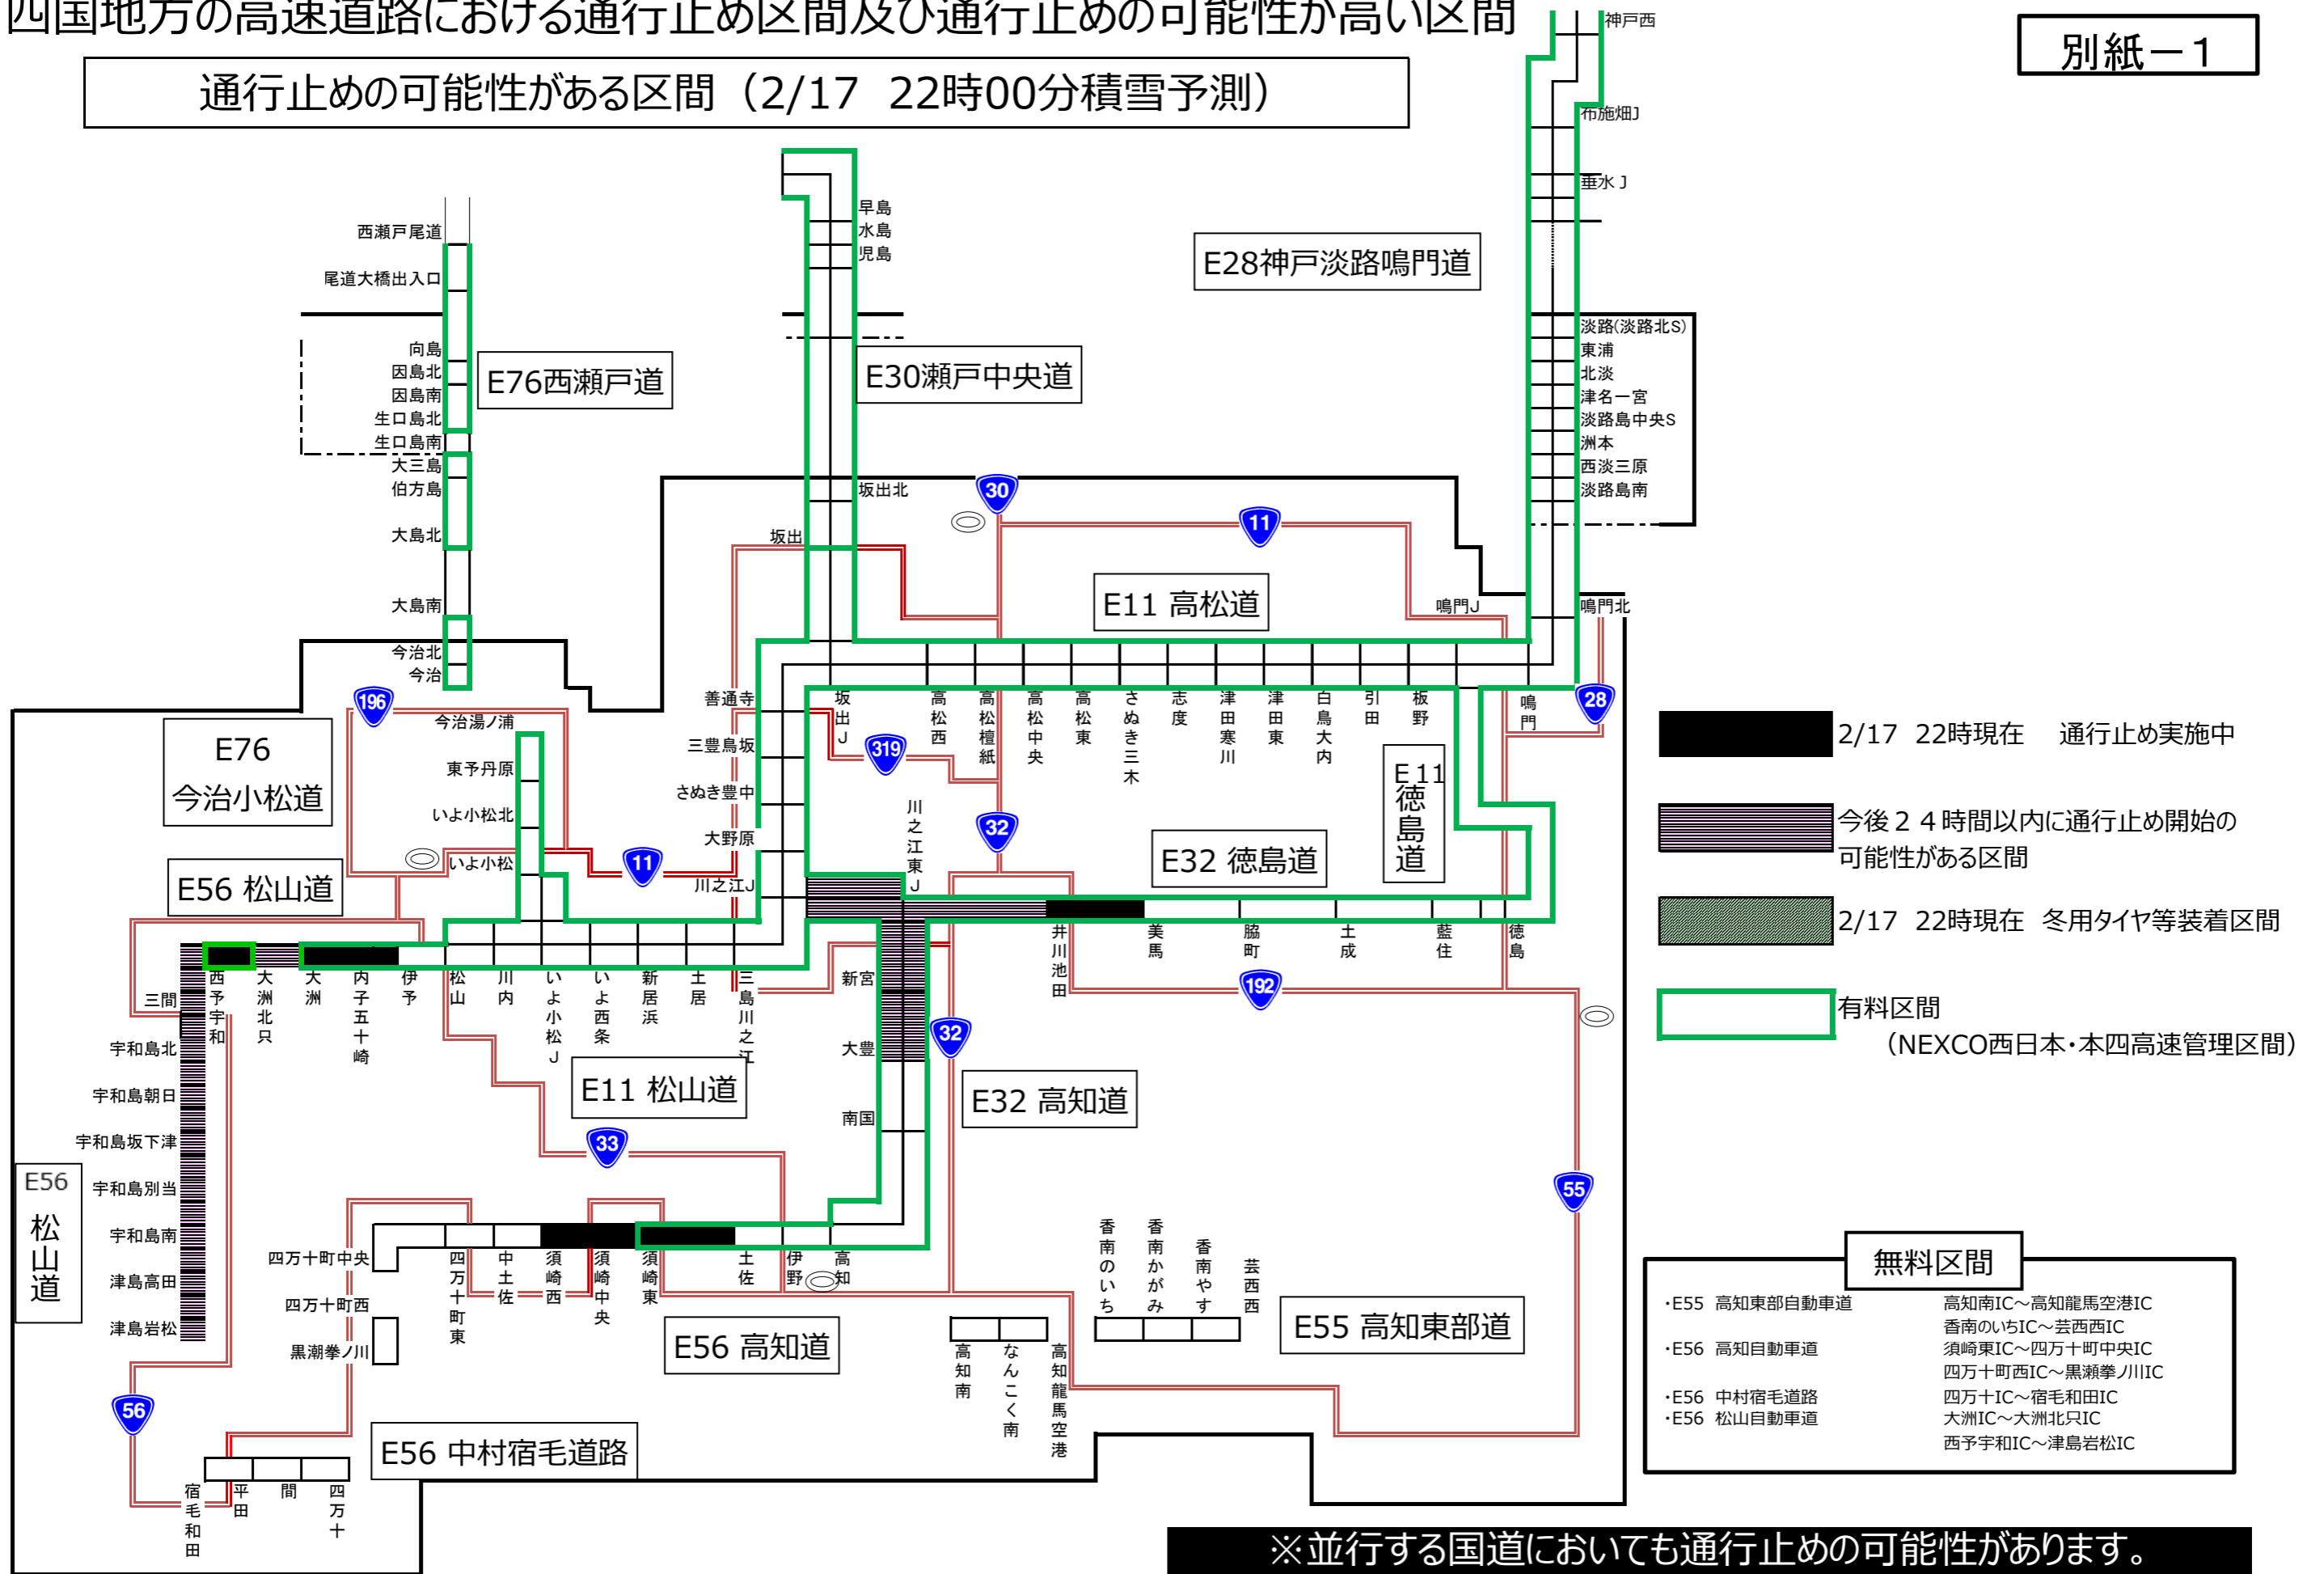 四国地方の高速道路における通行止め区間及び通行止めの可能性が高い区間
別紙－1
通行止めの可能性がある区間（2/17　22時00分積雪予測）
神戸西
布施畑J
垂水J
西瀬戸尾道
尾道大橋出入口
向島
因島北
因島南
生口島北
生口島南
大三島
伯方島
大島北
大島南
今治北
今治
E76西瀬戸道
早島
水島
児島
E30瀬戸中央道
坂出北
坂出
E28神戸淡路鳴門道
淡路(淡路北S)
東浦
北淡
津名一宮
淡路島中央S
洲本
西淡三原
淡路島南
30
11
E11 高松道
鳴門J
鳴門北
28
196
E76
今治小松道
今治湯ノ浦
東予丹原
いよ小松北
いよ小松
11
善通寺
三豊鳥坂
さぬき豊中
大野原
川之江J
坂出J
319
高松西
高松檀紙
高松中央
高松東
さぬき三木
志度
津田寒川
津田東
白鳥大内
引田
板野
鳴門
32
川之江東J
E11徳島道
E32 徳島道
E56 松山道
西予宇和
大洲北只
大洲
内子五十崎
伊予
松山
川内
いよ小松J
いよ西条
新居浜
土居
三島川之江
新宮
大豊
南国
井川池田
美馬
脇町
土成
藍住
徳島
192
32
E11 松山道
E32 高知道
33
55
三間
宇和島北
宇和島朝日
宇和島坂下津
宇和島別当
宇和島南
津島高田
津島岩松
E56
松山道
四万十町中央
四万十町西
黒潮拳ノ川
四万十町東
中土佐
須崎西
須崎中央
須崎東
土佐
伊野
高知
E56 高知道
高知南
なんこく南
高知龍馬空港
香南のいち
香南かがみ
香南やす
芸西西
E55 高知東部道
56
E56 中村宿毛道路
宿毛和田
平田
間
四万十
2/17　22時現在　通行止め実施中
今後２４時間以内に通行止め開始の
可能性がある区間
2/17　22時現在　冬用タイヤ等装着区間
有料区間
（NEXCO西日本・本四高速管理区間）
無料区間
・E55 高知東部自動車道　高知南IC～高知龍馬空港IC
香南のいちIC～芸西西IC
・E56 高知自動車道　須崎東IC～四万十町中央IC
四万十町西IC～黒瀬拳ノ川IC
・E56 中村宿毛道路　四万十IC～宿毛和田IC
・E56 松山自動車道　大洲IC～大洲北只IC
西予宇和IC～津島岩松IC
※並行する国道においても通行止めの可能性があります。